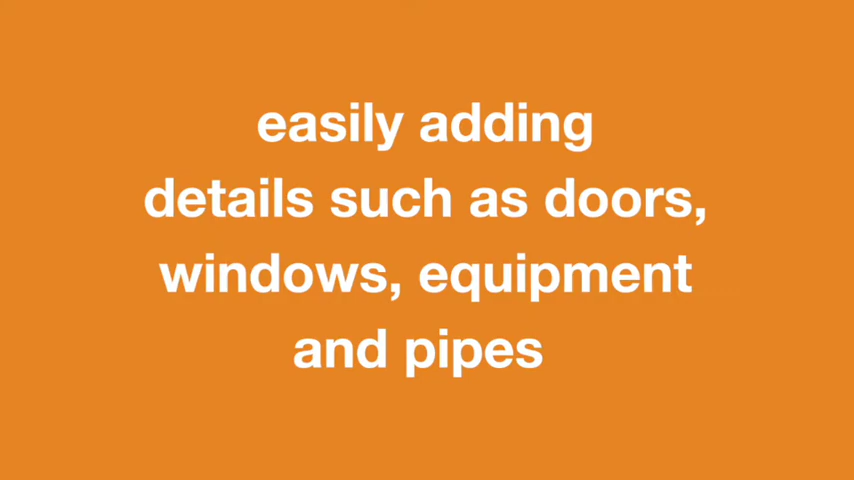 easily adding
details such as doors,
windows, equipment
and pipes